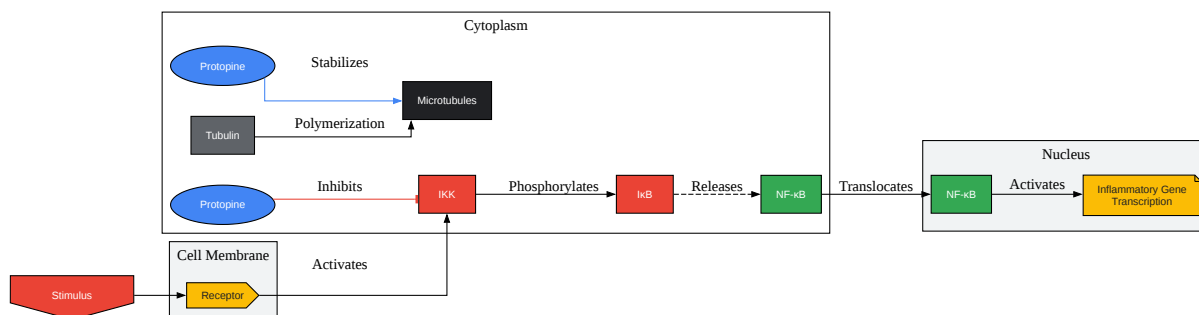 Cytoplasm
Protopine
Stabilizes
Microtubules
Tubulin
Polymerization
Protopine
Inhibits
IKK
Phosphorylates
IκB
Releases
NF-κB
Translocates
Nucleus
NF-κB
Activates
Inflammatory Gene
Transcription
Cell Membrane
Activates
Stimulus
Receptor